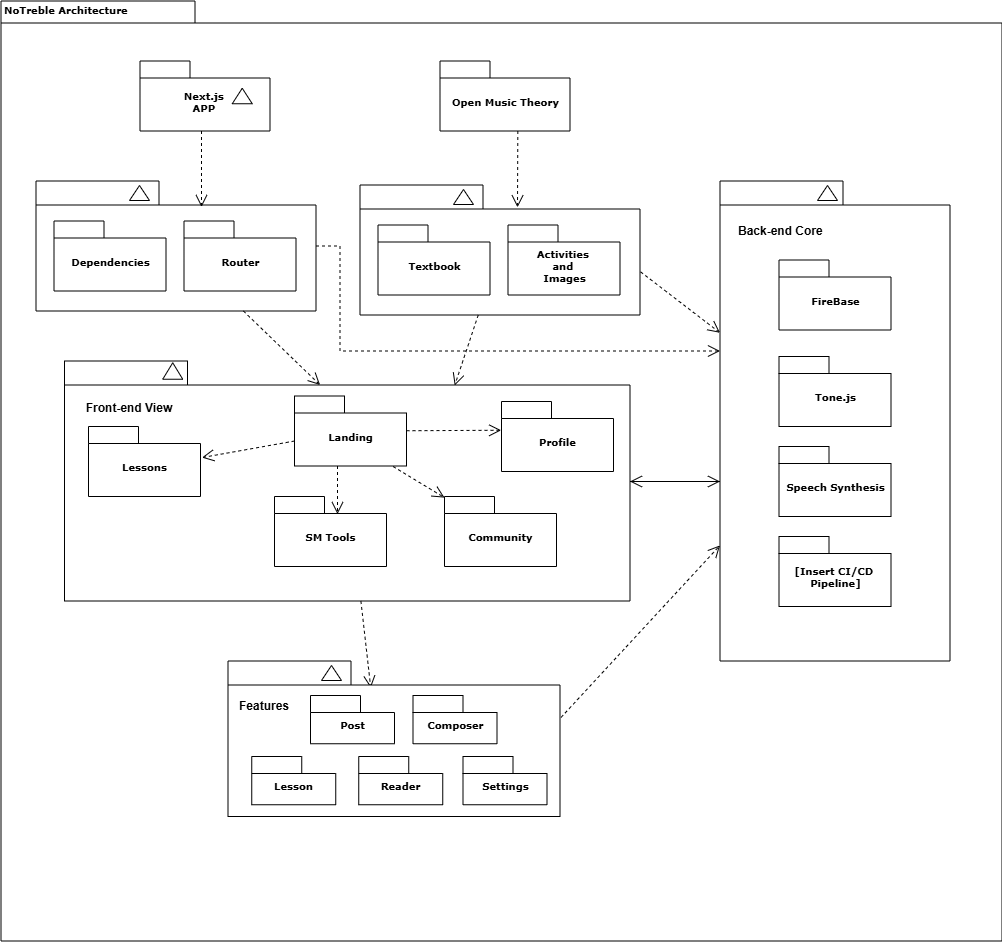 NoTreble Architecture
Next.js
APP
Open Music Theory
Dependencies
Router
Textbook
Activities
and
Images
Back-end Core
FireBase
Tone.js
Speech Synthesis
[Insert CI/CD
Pipeline]
Front-end View
Landing
Lessons
Profile
SM Tools
Community
Features
Post
Composer
Lesson
Reader
Settings